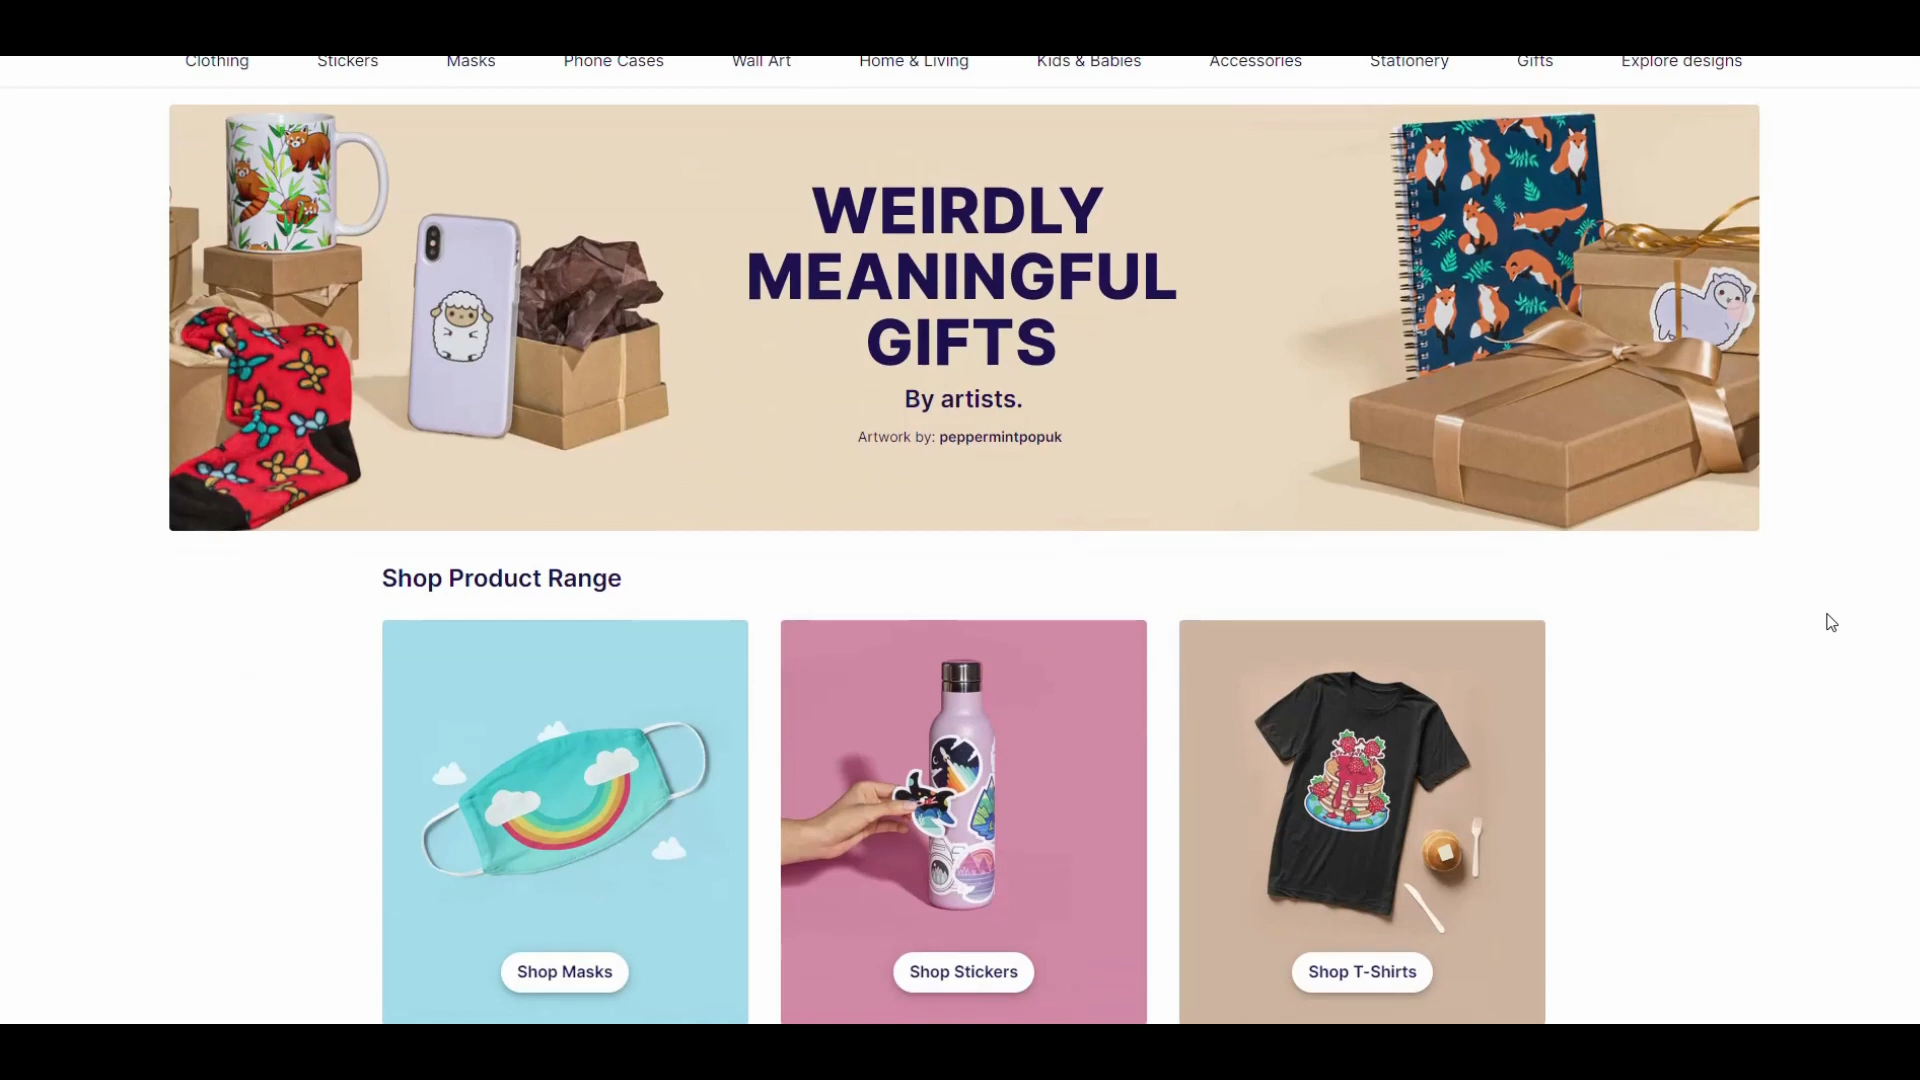 Clothing
Stickers
Masks
Phone Cases
Wall Art
Home & Living
Kids & Babies
Accessories
Stationery
Gifts
Explore designs
WEIRDLY
MEANINGFUL
GIFTS
By artists.
Artwork by: peppermintpopuk
Shop Product Range
Shop Masks
Shop Stickers
Shop T-Shirts